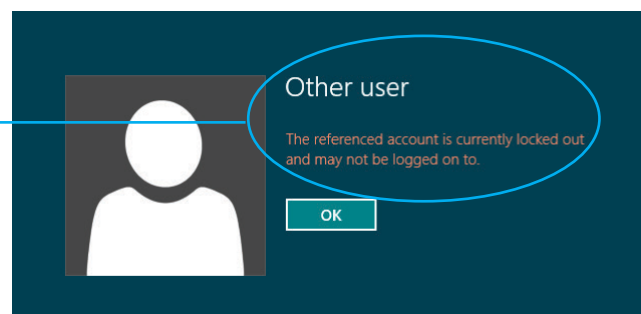 Other user
The referenced account is currently locked out
and may not be logged on to.
OK